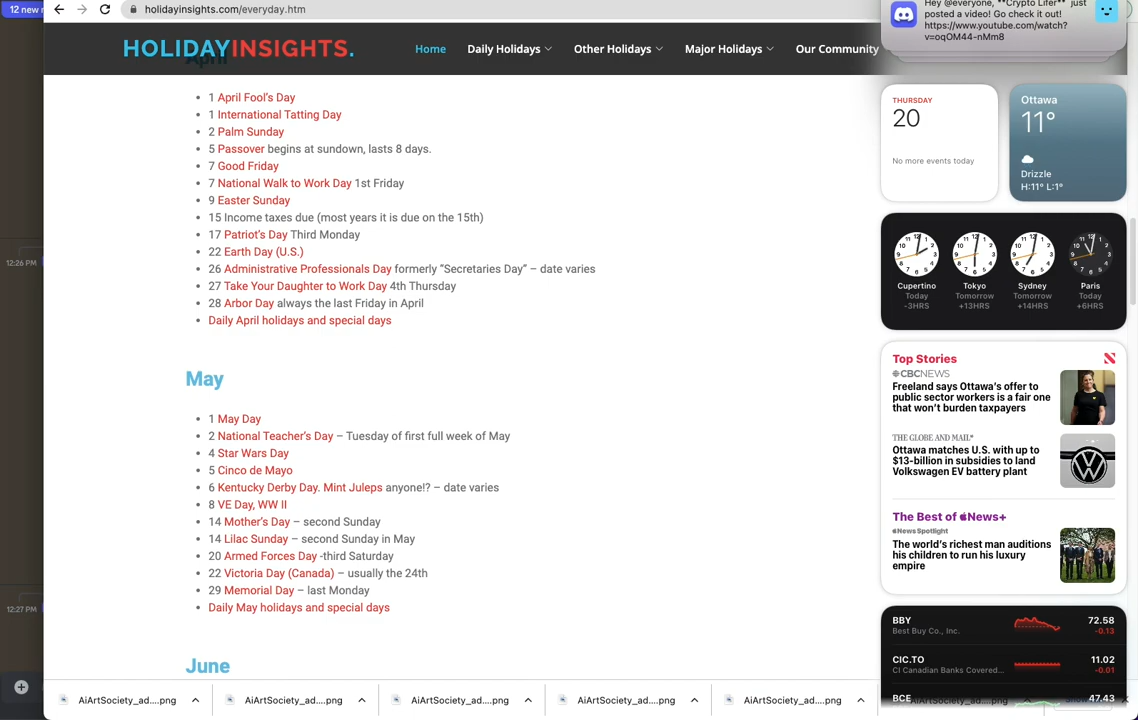 12 new
holidayinsights.com/everyday.htm
HOLIDAYINSIGHTS.
Home
Daily Holidays
Other Holidays
Major Holidays
Our Community
April
1 April Fool's Day
1 International Tatting Day
2 Palm Sunday
5 Passover begins at sundown, lasts 8 days.
7 Good Friday
7 National Walk to Work Day 1st Friday
9 Easter Sunday
15 Income taxes due (most years it is due on the 15th)
17 Patriot's Day Third Monday
22 Earth Day (U.S.)
26 Administrative Professionals Day formerly “Secretaries Day” – date varies
27 Take Your Daughter to Work Day 4th Thursday
28 Arbor Day always the last Friday in April
Daily April holidays and special days
May
1 May Day
2 National Teacher's Day – Tuesday of first full week of May
4 Star Wars Day
5 Cinco de Mayo
6 Kentucky Derby Day. Mint Juleps anyone!? – date varies
8 VE Day, WW II
14 Mother's Day – second Sunday
14 Lilac Sunday – second Sunday in May
20 Armed Forces Day -third Saturday
22 Victoria Day (Canada) – usually the 24th
29 Memorial Day – last Monday
Daily May holidays and special days
June
12:26 PM
12:27 PM
Hey @everyone, **Crypto Lifer** just
posted a video! Go check it out!
https://www.youtube.com/watch?
v=oqOM44-nMm8
THURSDAY
20
No more events today
Ottawa
11°
Drizzle
H:11° L:1°
Cupertino
Today
-3HRS
Tokyo
Tomorrow
+13HRS
Sydney
Tomorrow
+14HRS
Paris
Today
+6HRS
Top Stories
CBCNEWS
Freeland says Ottawa's offer to
public sector workers is a fair one
that won't burden taxpayers
THE GLOBE AND MAIL*
Ottawa matches U.S. with up to
$13-billion in subsidies to land
Volkswagen EV battery plant
The Best of News+
News Spotlight
The world's richest man auditions
his children to run his luxury
empire
BBY
Best Buy Co., Inc.
72.58
-0.13
CIC.TO
CI Canadian Banks Covered...
11.02
-0.01
BCE
47.43
AiArtSociety_ad....png
AiArtSociety_ad....png
AiArtSociety_ad....png
AiArtSociety_ad....png
AiArtSociety_ad....png
AiArtSociety_ad....png